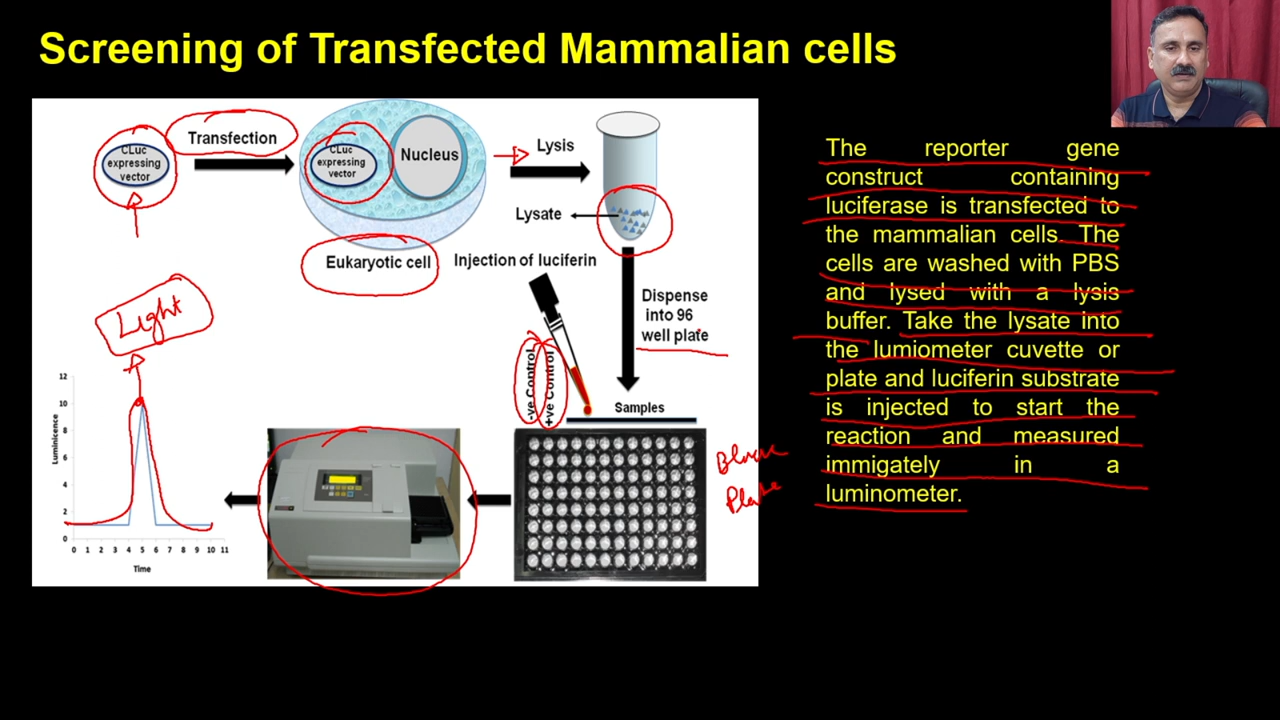 Screening of Transfected Mammalian cells
CLuc
expressing
vector
Transfection
CLuc
expressing
vector
Nucleus
Lysis
Lysate
Eukaryotic cell
Injection of luciferin
Dispense
into 96
well plate
-ve Control
+ve Control
Samples
Light
Luminicence
12
10
8
6
4
2
0
0 1 2 3 4 5 6 7 8 9 10 11
Time
Plate
The reporter gene
construct containing
luciferase is transfected to
the mammalian cells. The
cells are washed with PBS
and lysed with a lysis
buffer. Take the lysate into
the lumiometer cuvette or
plate and luciferin substrate
is injected to start the
reaction and measured
immigately in a
luminometer.